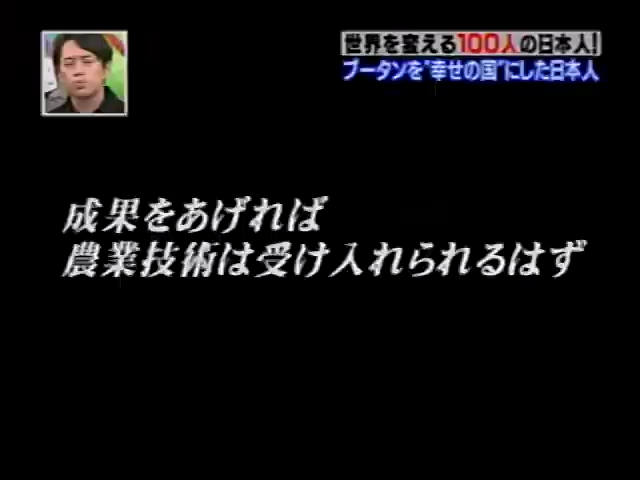 世界を変える100人の日本人!
ブータンを"幸せの国"にした日本人
成果をあげれば
農業技術は受け入れられるはず